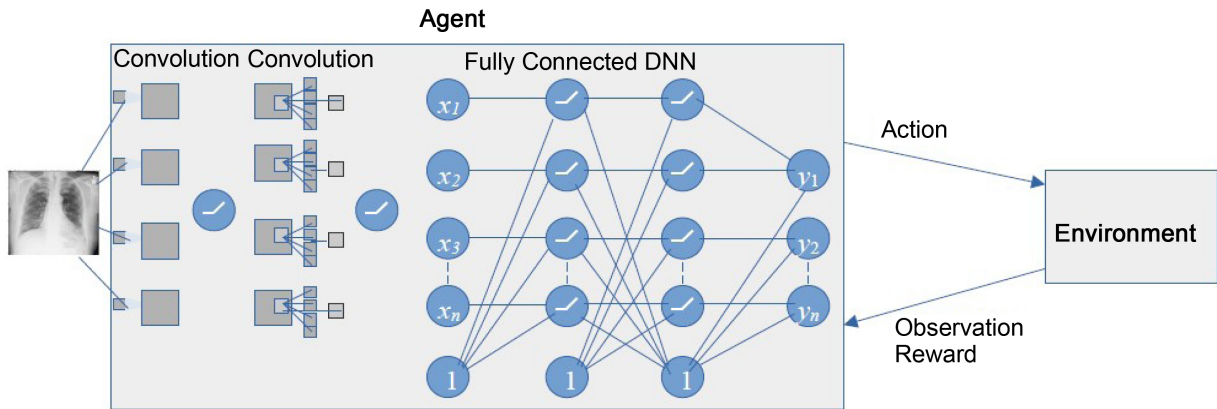 Agent
Convolution Convolution Fully Connected DNN
x1
x2
x3
xn
1 1 1
y1
y2
yn
Action
Environment
Observation
Reward